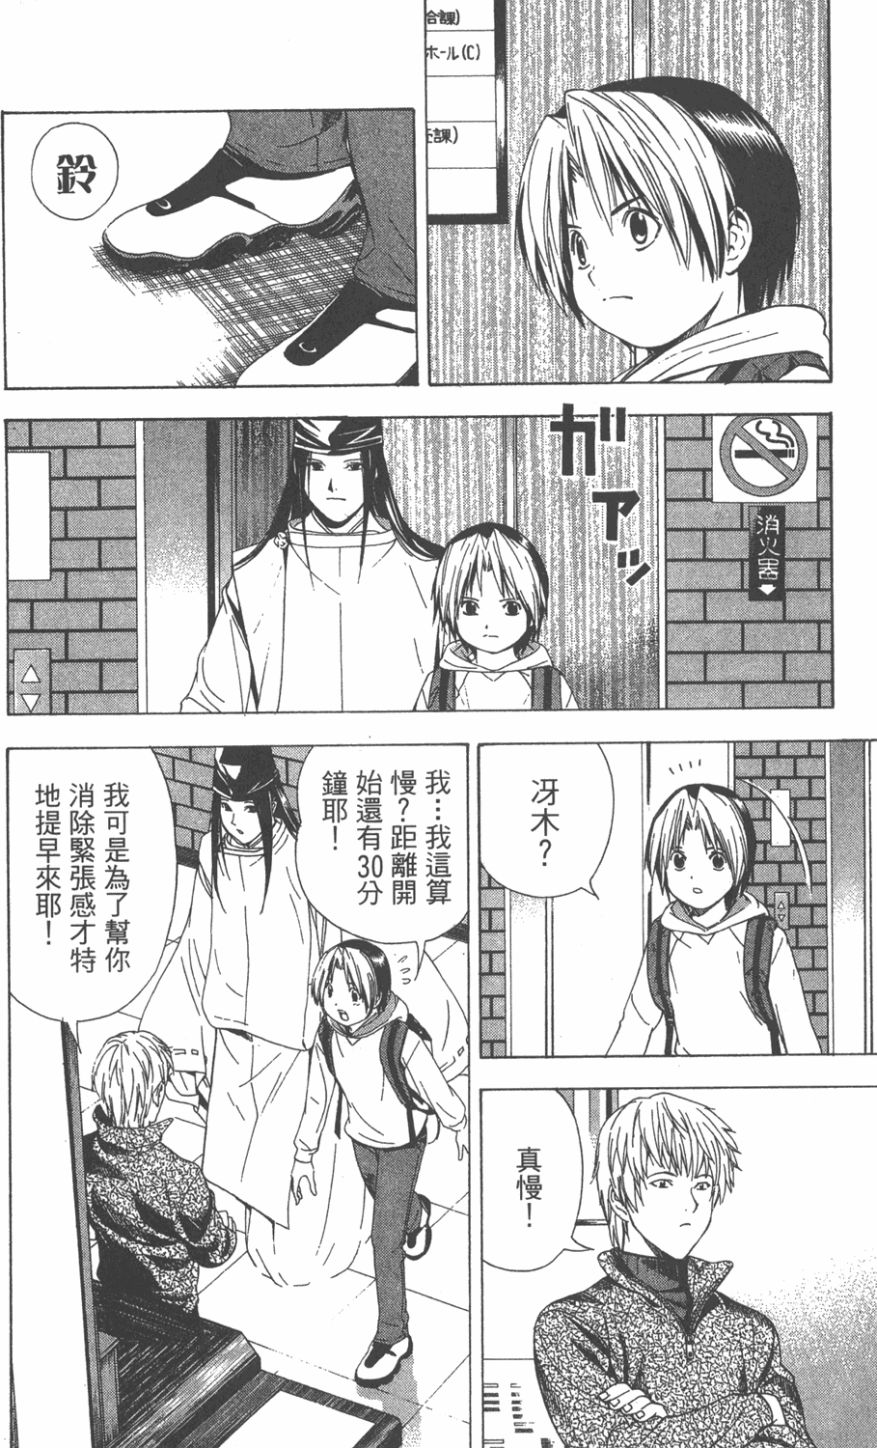 合課)
ホール(C)
課)
鈴
ガァッ
消火器
冴木?
真慢!
我…我這算
慢?距離開
始還有30分
鐘耶!
我可是為了幫你
消除緊張感才特
地提早來耶!